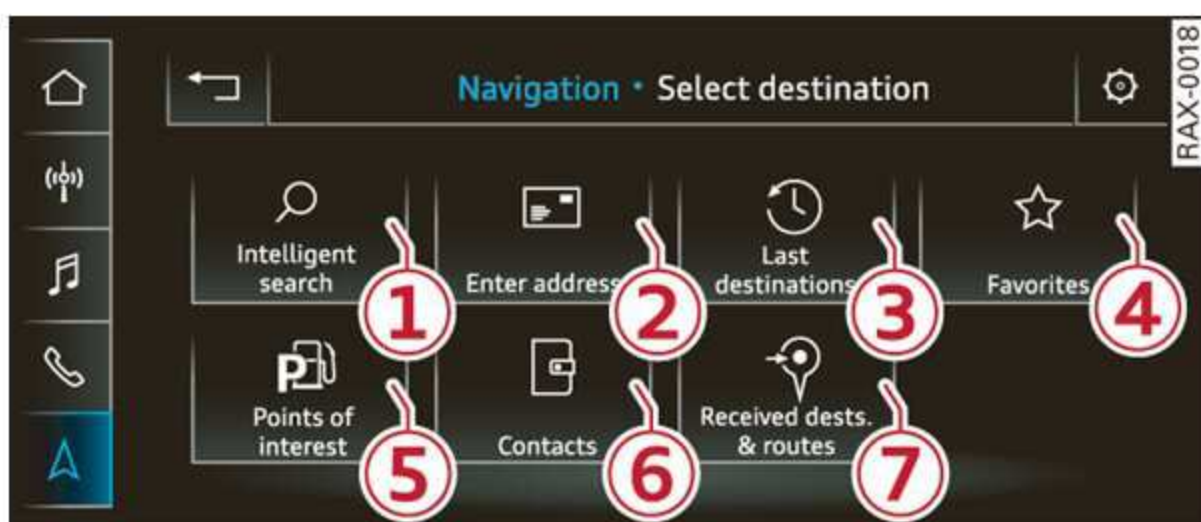 Navigation • Select destination
RAX-0018
Intelligent
search
1
Enter address
2
Last
destinations
3
Favorites
4
P
Points of
interest
5
Contacts
6
Received dests.
& routes
7